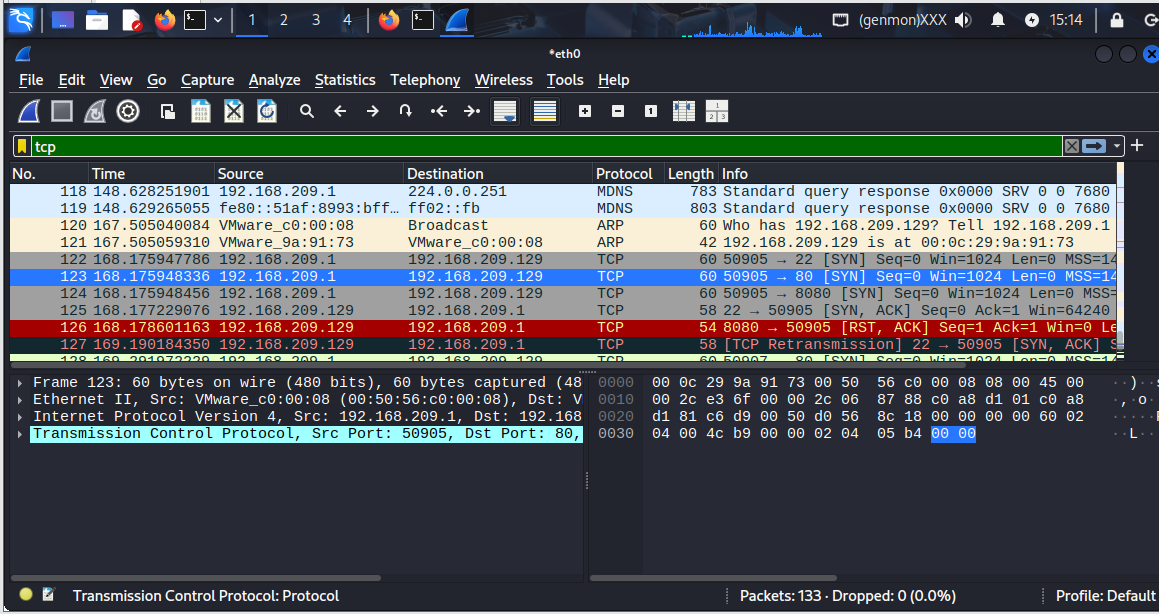 1 2 3 4 (genmon)XXX 15:14
*eth0
File Edit View Go Capture Analyze Statistics Telephony Wireless Tools Help
tcp
No. Time Source Destination Protocol Length Info
118 148.628251901 192.168.209.1 224.0.0.251 MDNS 783 Standard query response 0x0000 SRV 0 0 7680
119 148.629265055 fe80::51af:8993:bff… ff02::fb MDNS 803 Standard query response 0x0000 SRV 0 0 7680
120 167.505040084 VMware_c0:00:08 Broadcast ARP 60 Who has 192.168.209.129? Tell 192.168.209.1
121 167.505059310 VMware_9a:91:73 VMware_c0:00:08 ARP 42 192.168.209.129 is at 00:0c:29:9a:91:73
122 168.175947786 192.168.209.1 192.168.209.129 TCP 60 50905 → 22 [SYN] Seq=0 Win=1024 Len=0 MSS=14
123 168.175948336 192.168.209.1 192.168.209.129 TCP 60 50905 → 80 [SYN] Seq=0 Win=1024 Len=0 MSS=14
124 168.175948456 192.168.209.1 192.168.209.129 TCP 60 50905 → 8080 [SYN] Seq=0 Win=1024 Len=0 MSS=
125 168.177229076 192.168.209.129 192.168.209.1 TCP 58 22 → 50905 [SYN, ACK] Seq=0 Ack=1 Win=64240
126 168.178601163 192.168.209.129 192.168.209.1 TCP 54 8080 → 50905 [RST, ACK] Seq=1 Ack=1 Win=0 Le
127 169.190184350 192.168.209.129 192.168.209.1 TCP 58 [TCP Retransmission] 22 → 50905 [SYN, ACK] S
128 169.201972229 192.168.209.1 192.168.209.129 TCP 60 50907 → 80 [SYN] Seq=0 Win=1024 Len=0 MSS=14
Frame 123: 60 bytes on wire (480 bits), 60 bytes captured (48
Ethernet II, Src: VMware_c0:00:08 (00:50:56:c0:00:08), Dst: V
Internet Protocol Version 4, Src: 192.168.209.1, Dst: 192.168
Transmission Control Protocol, Src Port: 50905, Dst Port: 80,
0000 00 0c 29 9a 91 73 00 50 56 c0 00 08 08 00 45 00 ··)··s
0010 00 2c e3 6f 00 00 2c 06 87 88 c0 a8 d1 01 c0 a8 ·,·o
0020 d1 81 c6 d9 00 50 d0 56 8c 18 00 00 00 00 60 02 ·····P
0030 04 00 4c b9 00 00 02 04 05 b4 00 00 ··L··
Transmission Control Protocol: Protocol
Packets: 133 · Dropped: 0 (0.0%)
Profile: Default